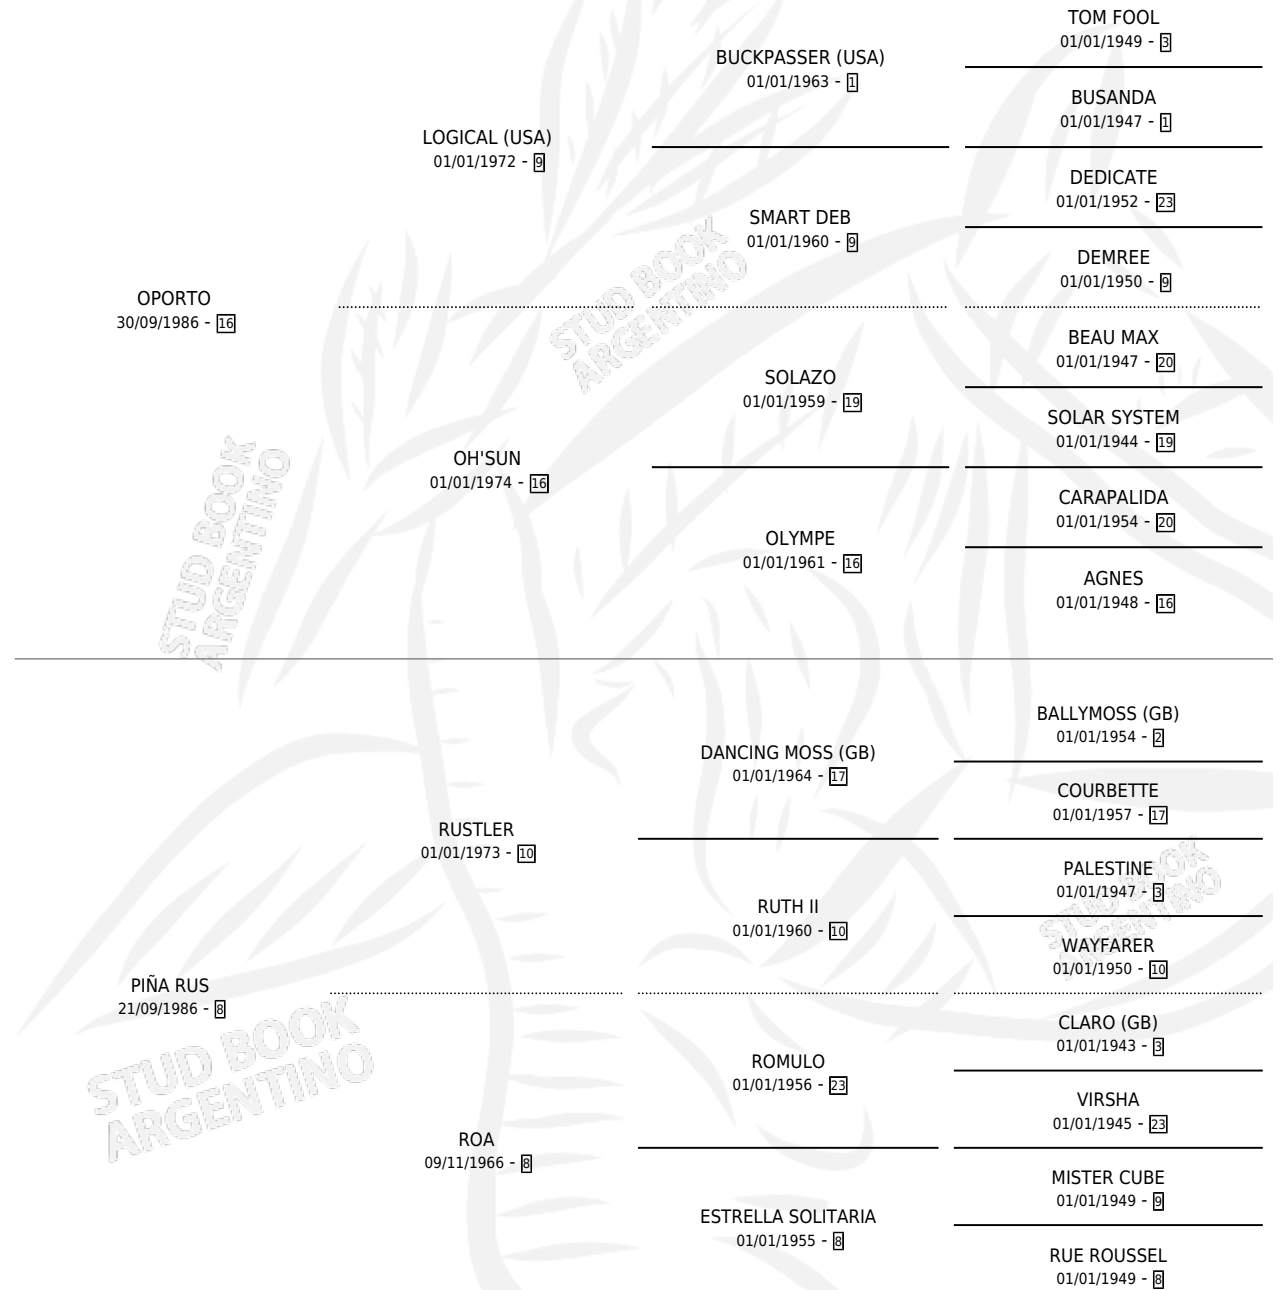 TOM FOOL
01/01/1949 - 3
BUCKPASSER (USA)
01/01/1963 - 1
BUSANDA
01/01/1947 - 1
LOGICAL (USA)
01/01/1972 - 9
DEDICATE
01/01/1952 - 23
SMART DEB
01/01/1960 - 9
DEMREE
01/01/1950 - 9
OPORTO
30/09/1986 - 16
STUD BOOK
ARGENTINO
BEAU MAX
01/01/1947 - 20
SOLAZO
01/01/1959 - 19
SOLAR SYSTEM
01/01/1944 - 19
OH'SUN
01/01/1974 - 16
CARAPALIDA
01/01/1954 - 20
OLYMPE
01/01/1961 - 16
AGNES
01/01/1948 - 16
STUD BOOK
ARGENTINO
BALLYMOSS (GB)
01/01/1954 - 2
DANCING MOSS (GB)
01/01/1964 - 17
COURBETTE
01/01/1957 - 17
RUSTLER
01/01/1973 - 10
PALESTINE
01/01/1947 - 3
RUTH II
01/01/1960 - 10
WAYFARER
01/01/1950 - 10
STUD BOOK
ARGENTINO
PIÑA RUS
21/09/1986 - 8
CLARO (GB)
01/01/1943 - 3
ROMULO
01/01/1956 - 23
VIRSHA
01/01/1945 - 23
STUD BOOK
ARGENTINO
ROA
09/11/1966 - 8
MISTER CUBE
01/01/1949 - 9
ESTRELLA SOLITARIA
01/01/1955 - 8
RUE ROUSSEL
01/01/1949 - 8